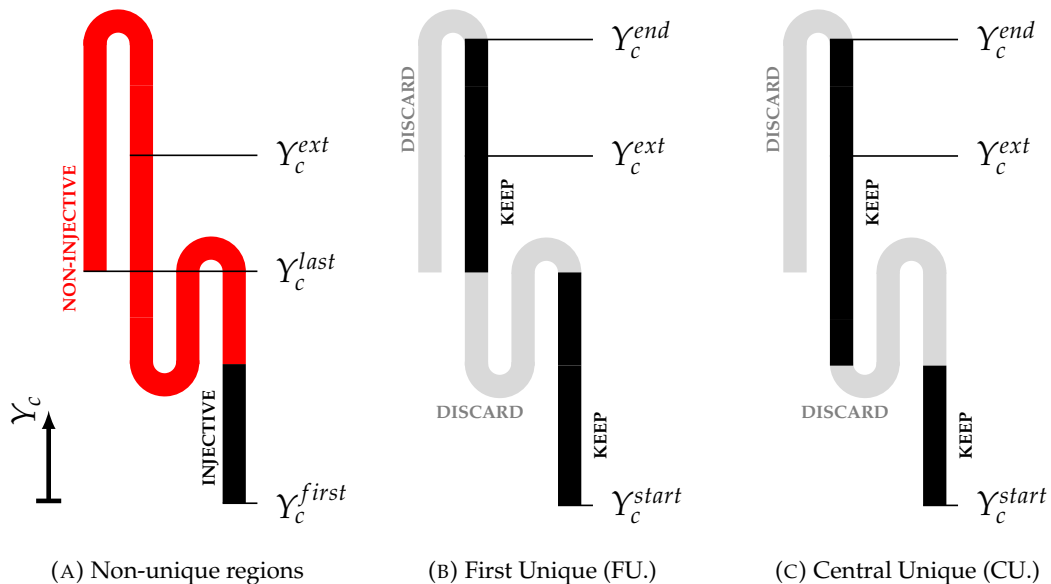 NON-INJECTIVE
Y_c^{ext}
Y_c^{last}
Y_c
INJECTIVE
Y_c^{first}
(A) Non-unique regions
DISCARD
Y_c^{end}
Y_c^{ext}
KEEP
DISCARD
KEEP
Y_c^{start}
(B) First Unique (FU.)
DISCARD
Y_c^{end}
Y_c^{ext}
KEEP
DISCARD
KEEP
Y_c^{start}
(C) Central Unique (CU.)